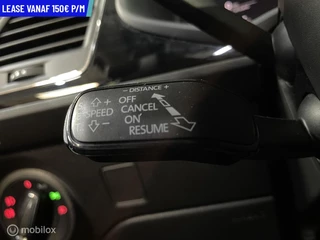 LEASE VANAF 150€ P/M
− DISTANCE +
+ OFF
SPEED CANCEL
− ON
RESUME
mobilox